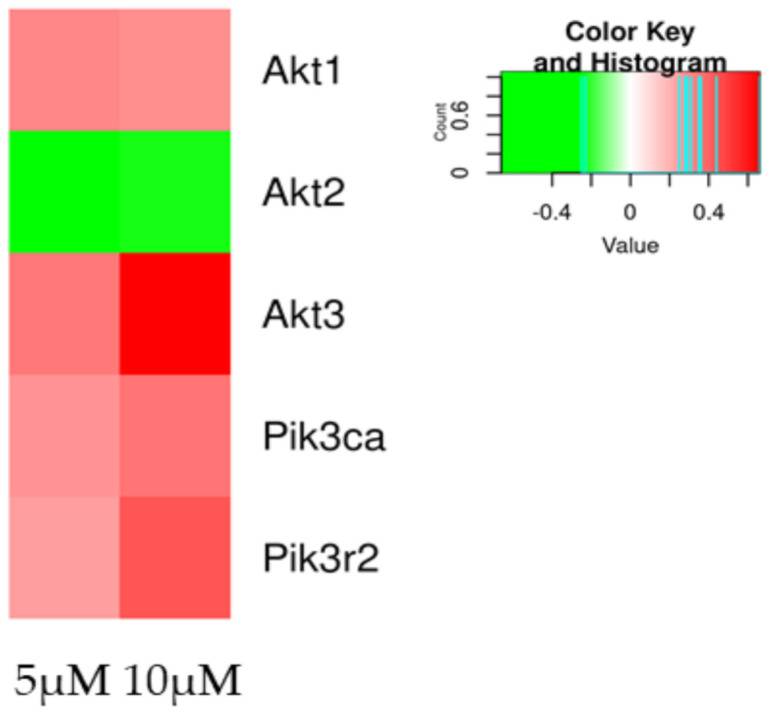 Akt1
Akt2
Akt3
Pik3ca
Pik3r2
5μM 10μM
Color Key
and Histogram
Count
0 0.6
-0.4 0 0.4
Value